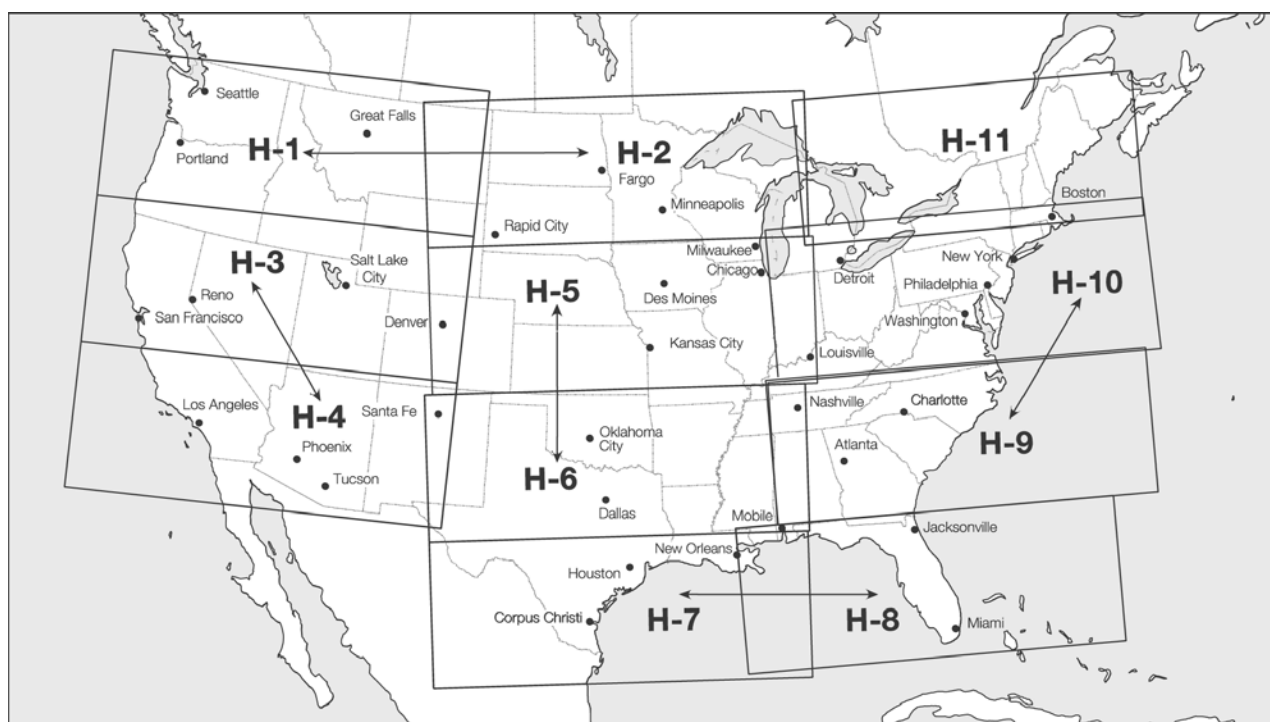 Seattle
Great Falls
Portland
H-1
H-2
H-11
Fargo
Boston
Minneapolis
Rapid City
Milwaukee
New York
H-3
Salt Lake
City
Chicago
Detroit
Philadelphia
H-10
H-5
Des Moines
Reno
San Francisco
Denver
Washington
Kansas City
Louisville
Los Angeles
H-4
Santa Fe
Nashville
Charlotte
Oklahoma
City
H-9
Phoenix
Atlanta
Tucson
H-6
Dallas
Mobile
Jacksonville
New Orleans
Houston
Corpus Christi
H-7
H-8
Miami